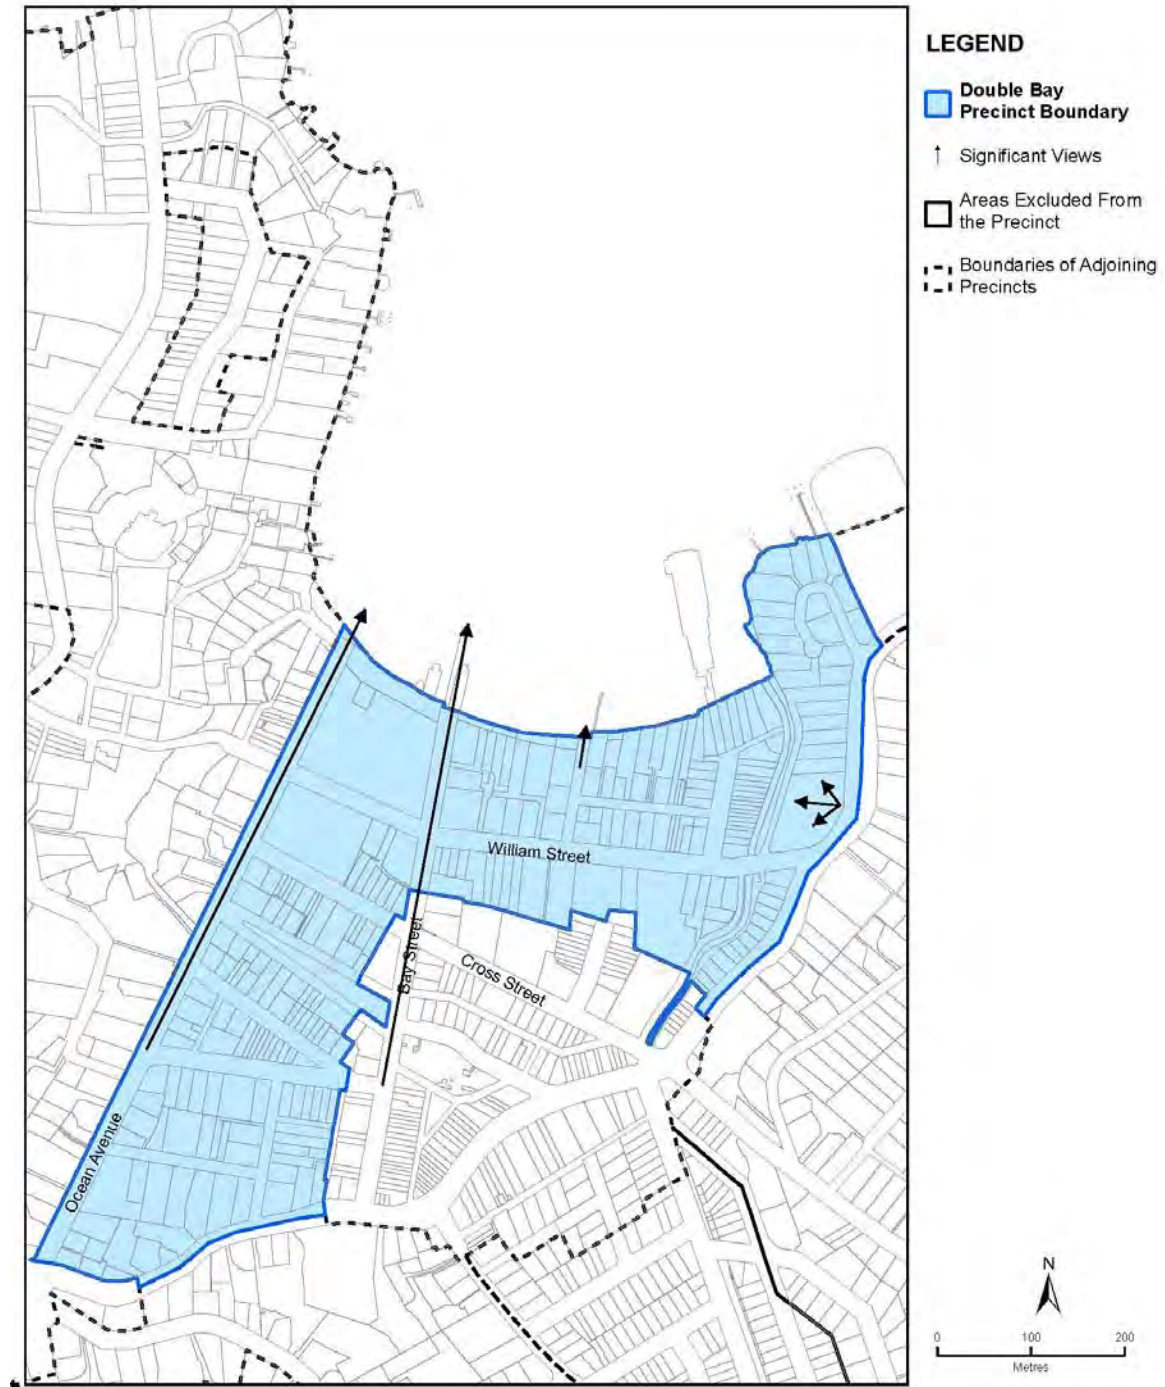 LEGEND
Double Bay
Precinct Boundary
Significant Views
Areas Excluded From
the Precinct
Boundaries of Adjoining
Precincts
William Street
Bay Street
Cross Street
Ocean Avenue
N
0 100 200
Metres